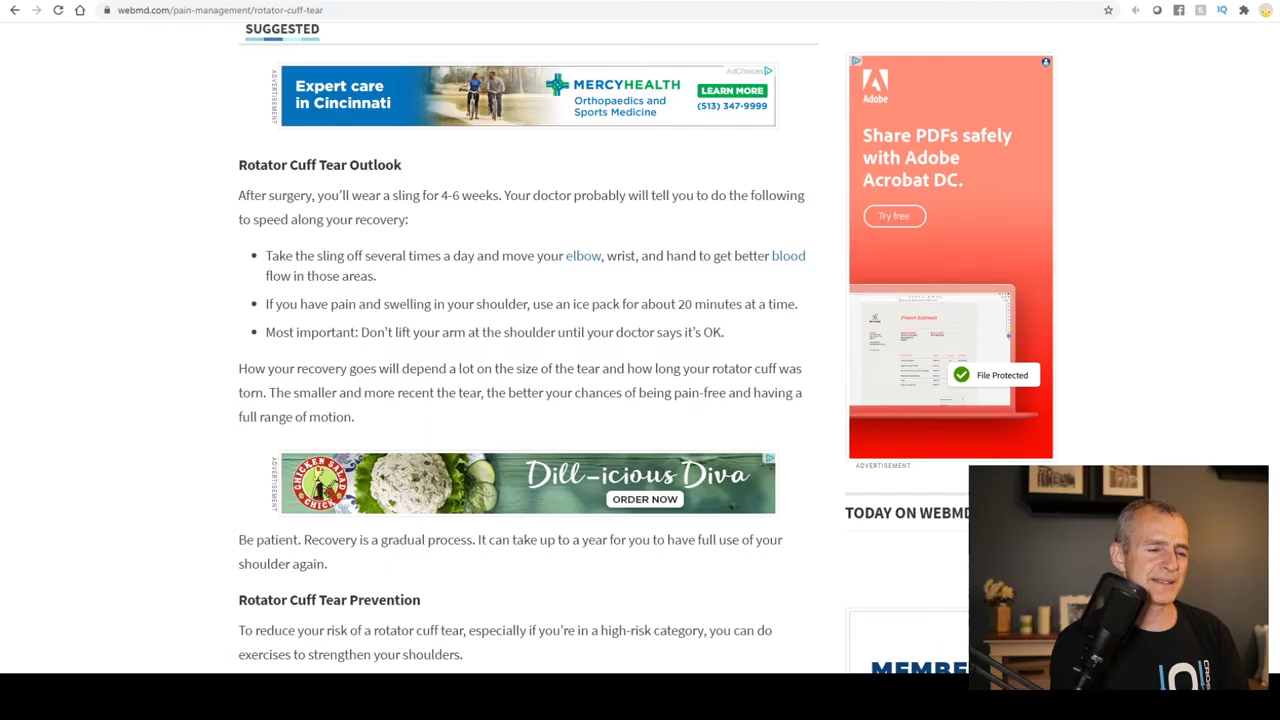 webmd.com/pain-management/rotator-cuff-tear
SUGGESTED
ADVERTISEMENT
Expert care
in Cincinnati
MERCYHEALTH
Orthopaedics and
Sports Medicine
AdChoices
LEARN MORE
(513) 347-9999
Rotator Cuff Tear Outlook
After surgery, you’ll wear a sling for 4-6 weeks. Your doctor probably will tell you to do the following
to speed along your recovery:
• Take the sling off several times a day and move your elbow, wrist, and hand to get better blood
flow in those areas.
• If you have pain and swelling in your shoulder, use an ice pack for about 20 minutes at a time.
• Most important: Don’t lift your arm at the shoulder until your doctor says it’s OK.
How your recovery goes will depend a lot on the size of the tear and how long your rotator cuff was
torn. The smaller and more recent the tear, the better your chances of being pain-free and having a
full range of motion.
ADVERTISEMENT
CHICKEN SALAD
CHICK
Dill-icious Diva
ORDER NOW
Be patient. Recovery is a gradual process. It can take up to a year for you to have full use of your
shoulder again.
Rotator Cuff Tear Prevention
To reduce your risk of a rotator cuff tear, especially if you’re in a high-risk category, you can do
exercises to strengthen your shoulders.
Adobe
Share PDFs safely
with Adobe
Acrobat DC.
Try free
Project Estimate
File Protected
ADVERTISEMENT
TODAY ON WEBMD
MEMBE
CROS